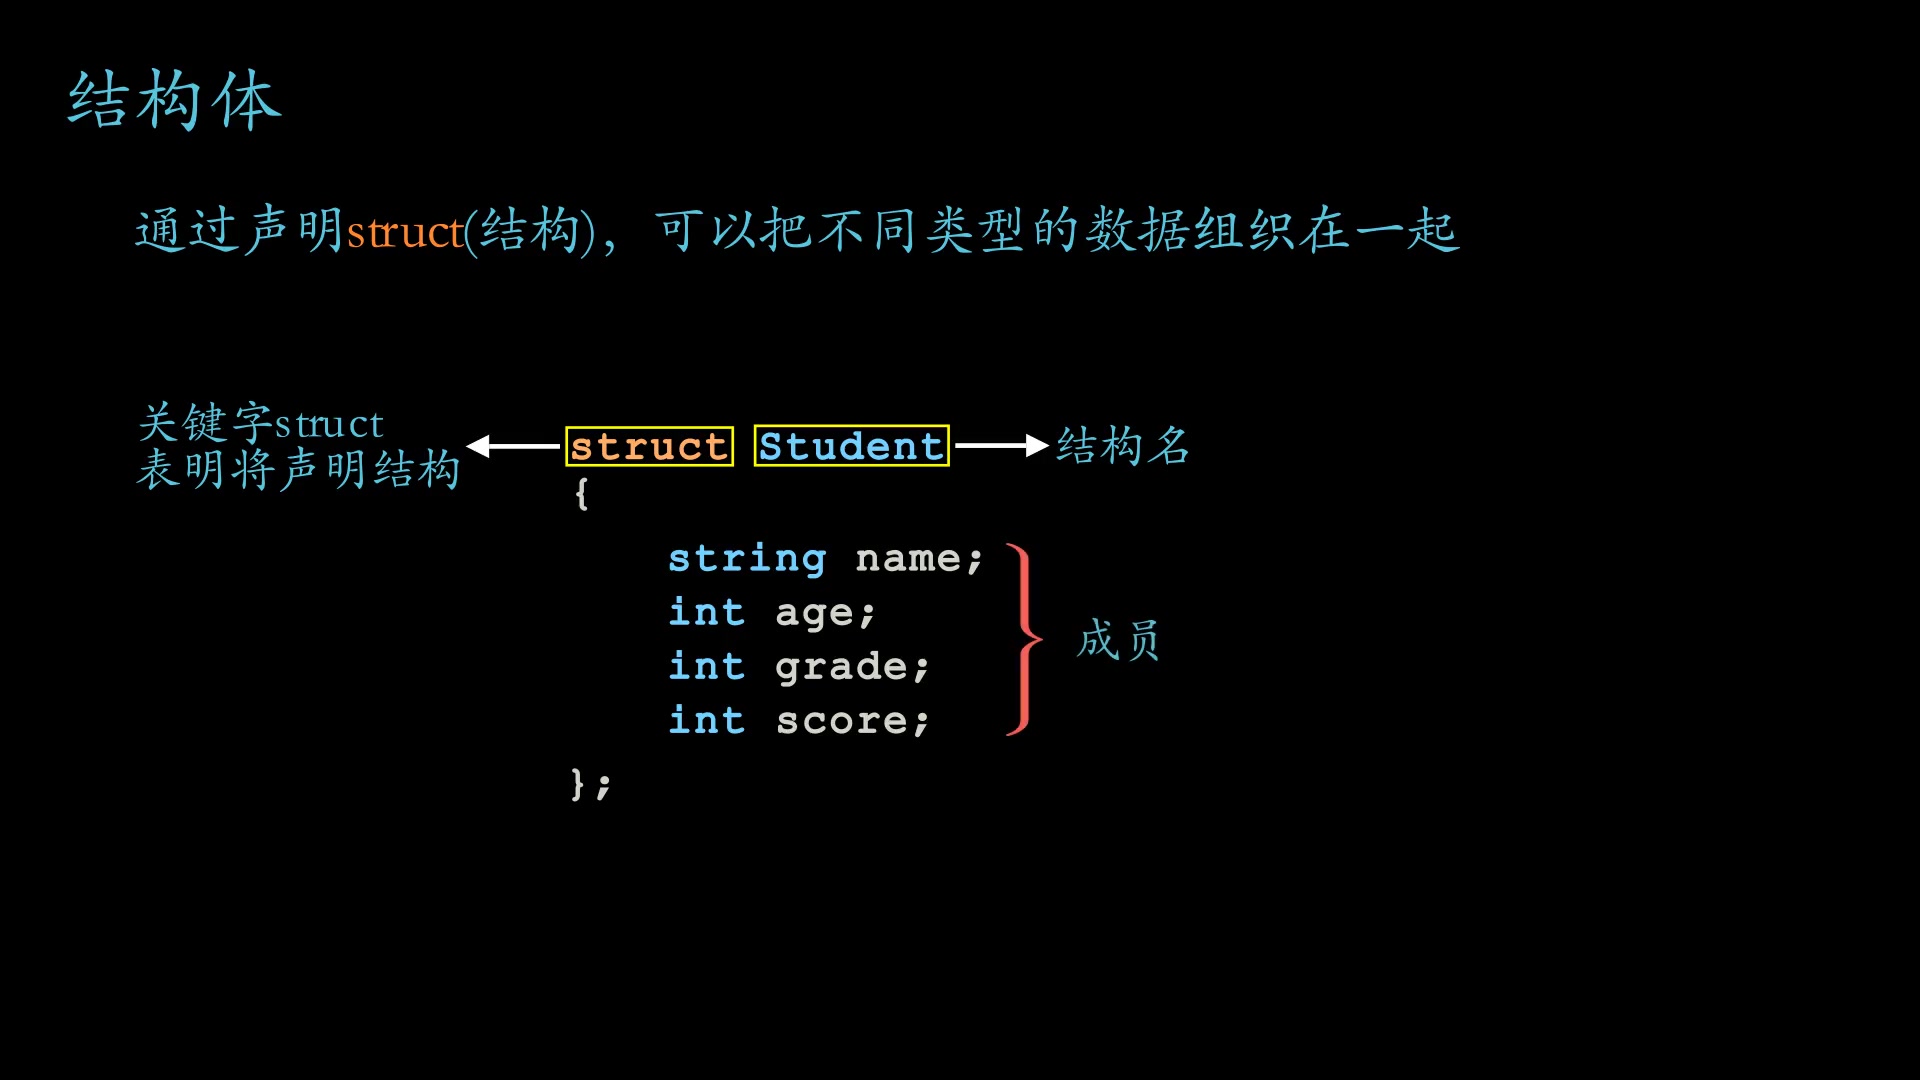 结构体
通过声明struct(结构)，可以把不同类型的数据组织在一起
关键字struct
表明将声明结构
struct Student
结构名
{
string name;
int age;
int grade;
int score;
成员
};